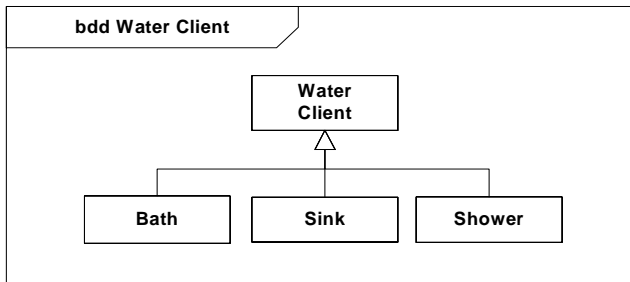 bdd Water Client
Water
Client
Bath
Sink
Shower